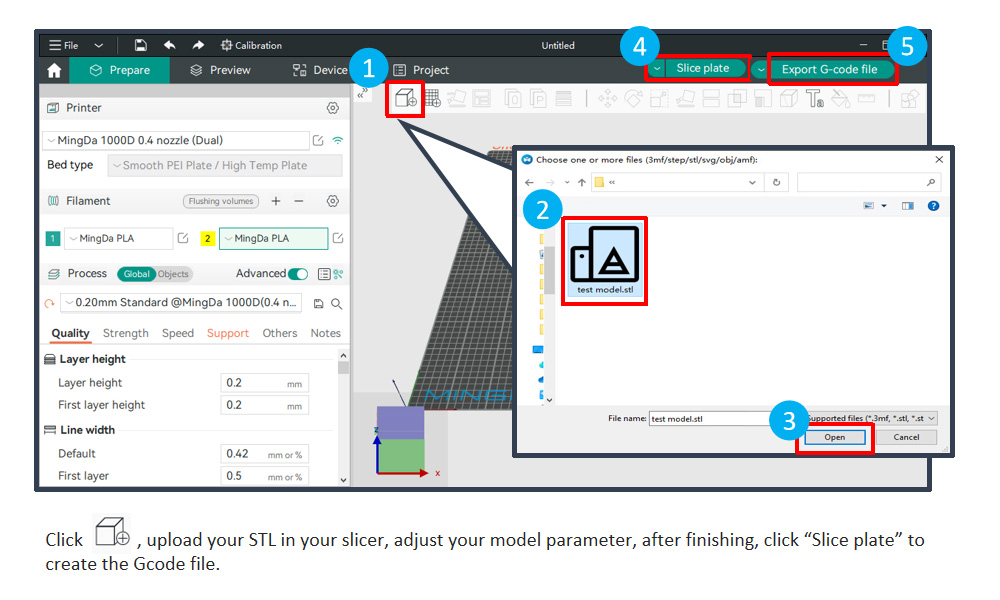 File
Calibration
Untitled
4
5
Prepare
Preview
Device
1
Project
Slice plate
Export G-code file
Printer
MingDa 1000D 0.4 nozzle (Dual)
Bed type
Smooth PEI Plate / High Temp Plate
Filament
Flushing volumes
1
MingDa PLA
2
MingDa PLA
Process
Global
Objects
Advanced
0.20mm Standard @MingDa 1000D(0.4 n...
Quality
Strength
Speed
Support
Others
Notes
Layer height
Layer height
0.2
mm
First layer height
0.2
mm
Line width
Default
0.42
mm or %
First layer
0.5
mm or %
MING
z
x
Choose one or more files (3mf/step/stl/svg/obj/amf):
2
test model.stl
3
File name:
test model.stl
Supported files (*.3mf, *.stl, *.st
Open
Cancel
Click , upload your STL in your slicer, adjust your model parameter, after finishing, click “Slice plate” to
create the Gcode file.